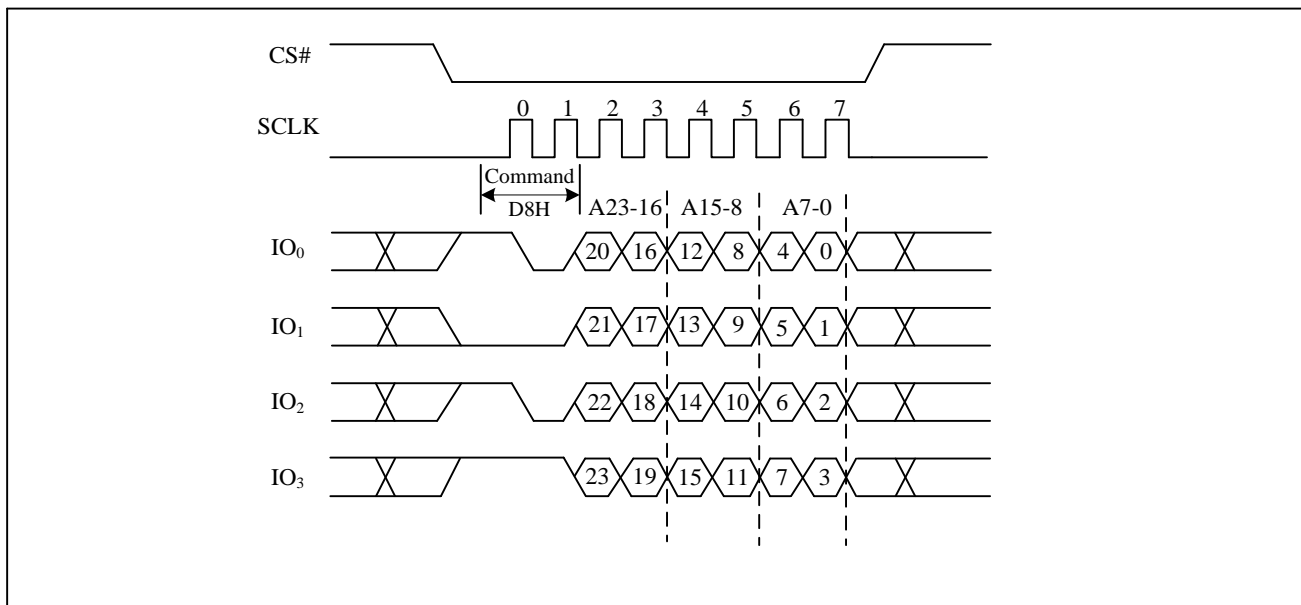 CS#
0 1 2 3 4 5 6 7
SCLK
Command
D8H
A23-16 A15-8 A7-0
IO0 20 16 12 8 4 0
IO1 21 17 13 9 5 1
IO2 22 18 14 10 6 2
IO3 23 19 15 11 7 3